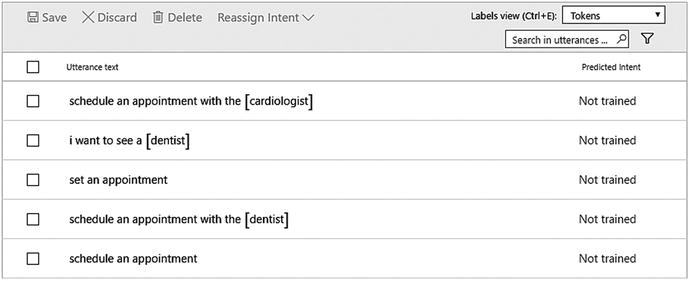 Save Discard Delete Reassign Intent Labels view (Ctrl+E): Tokens
Search in utterances ...
Utterance text Predicted Intent
schedule an appointment with the [cardiologist] Not trained
i want to see a [dentist] Not trained
set an appointment Not trained
schedule an appointment with the [dentist] Not trained
schedule an appointment Not trained